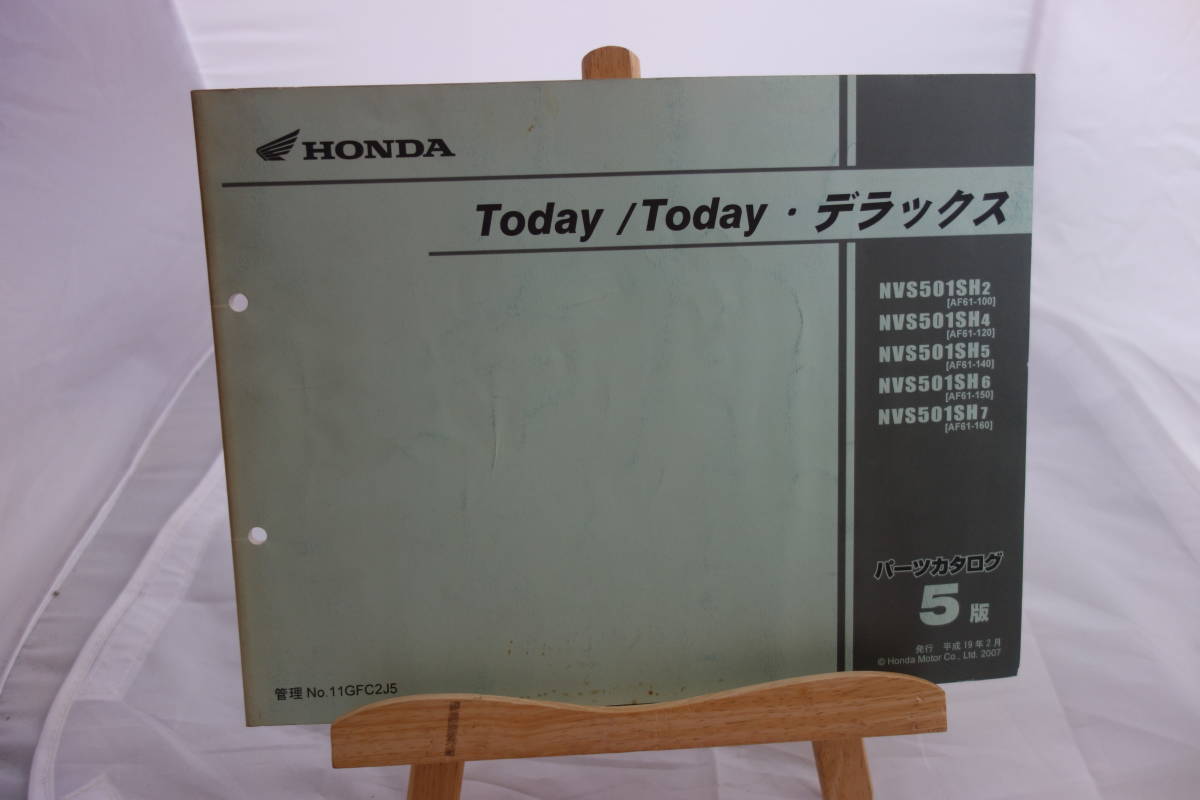 HONDA
Today / Today・デラックス
NVS501SH2
[AF61-100]
NVS501SH4
[AF61-120]
NVS501SH5
[AF61-140]
NVS501SH6
[AF61-150]
NVS501SH7
[AF61-160]
パーツカタログ
5版
発行 平成19年2月
© Honda Motor Co., Ltd. 2007
管理 No.11GFC2J5